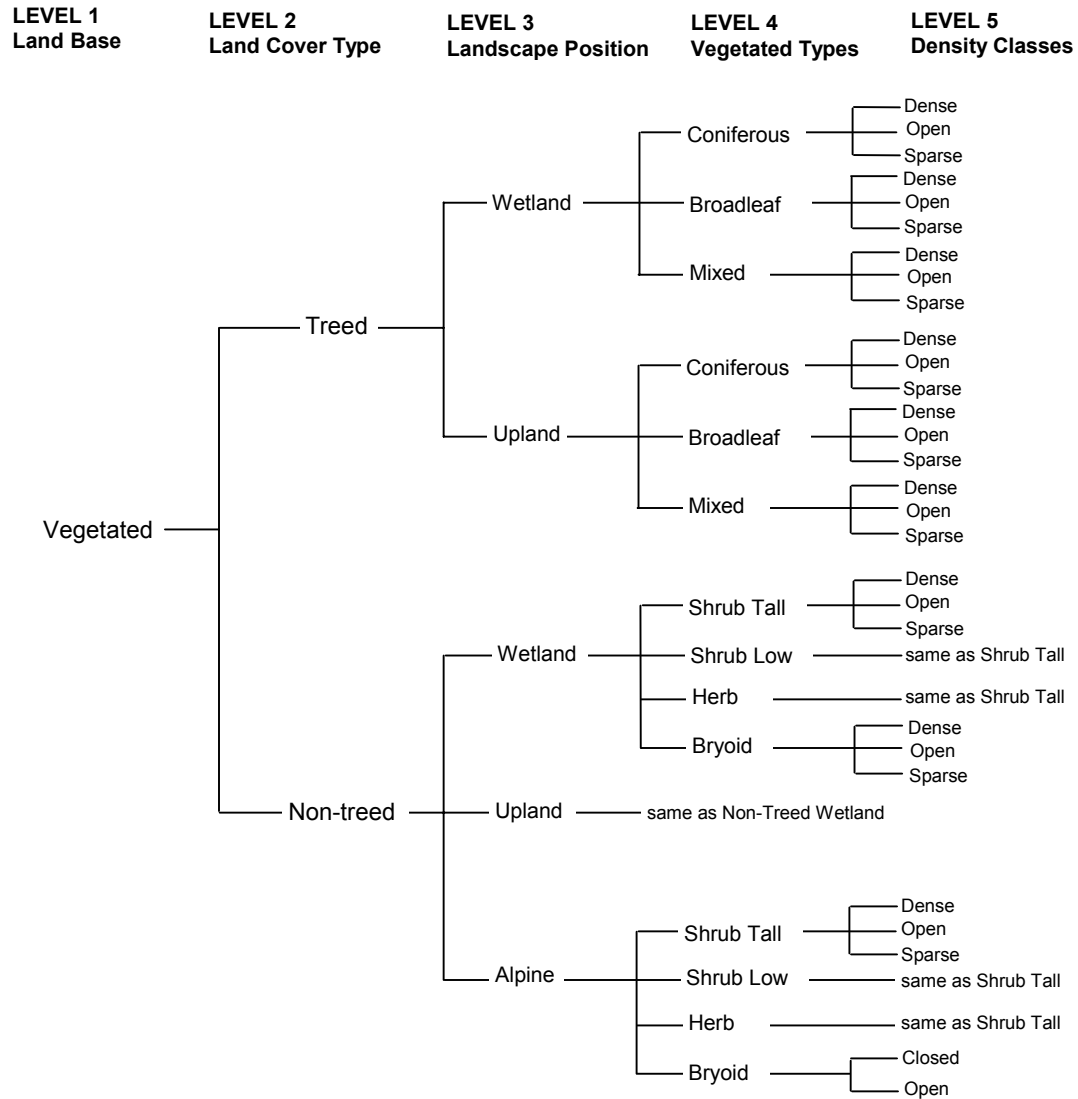 LEVEL 1
Land Base
LEVEL 2
Land Cover Type
LEVEL 3
Landscape Position
LEVEL 4
Vegetated Types
LEVEL 5
Density Classes
Vegetated
Treed
Wetland
Coniferous
Dense
Open
Sparse
Broadleaf
Dense
Open
Sparse
Mixed
Dense
Open
Sparse
Upland
Coniferous
Dense
Open
Sparse
Broadleaf
Dense
Open
Sparse
Mixed
Dense
Open
Sparse
Non-treed
Wetland
Shrub Tall
Dense
Open
Sparse
Shrub Low
same as Shrub Tall
Herb
same as Shrub Tall
Bryoid
Dense
Open
Sparse
Upland
same as Non-Treed Wetland
Alpine
Shrub Tall
Dense
Open
Sparse
Shrub Low
same as Shrub Tall
Herb
same as Shrub Tall
Bryoid
Closed
Open